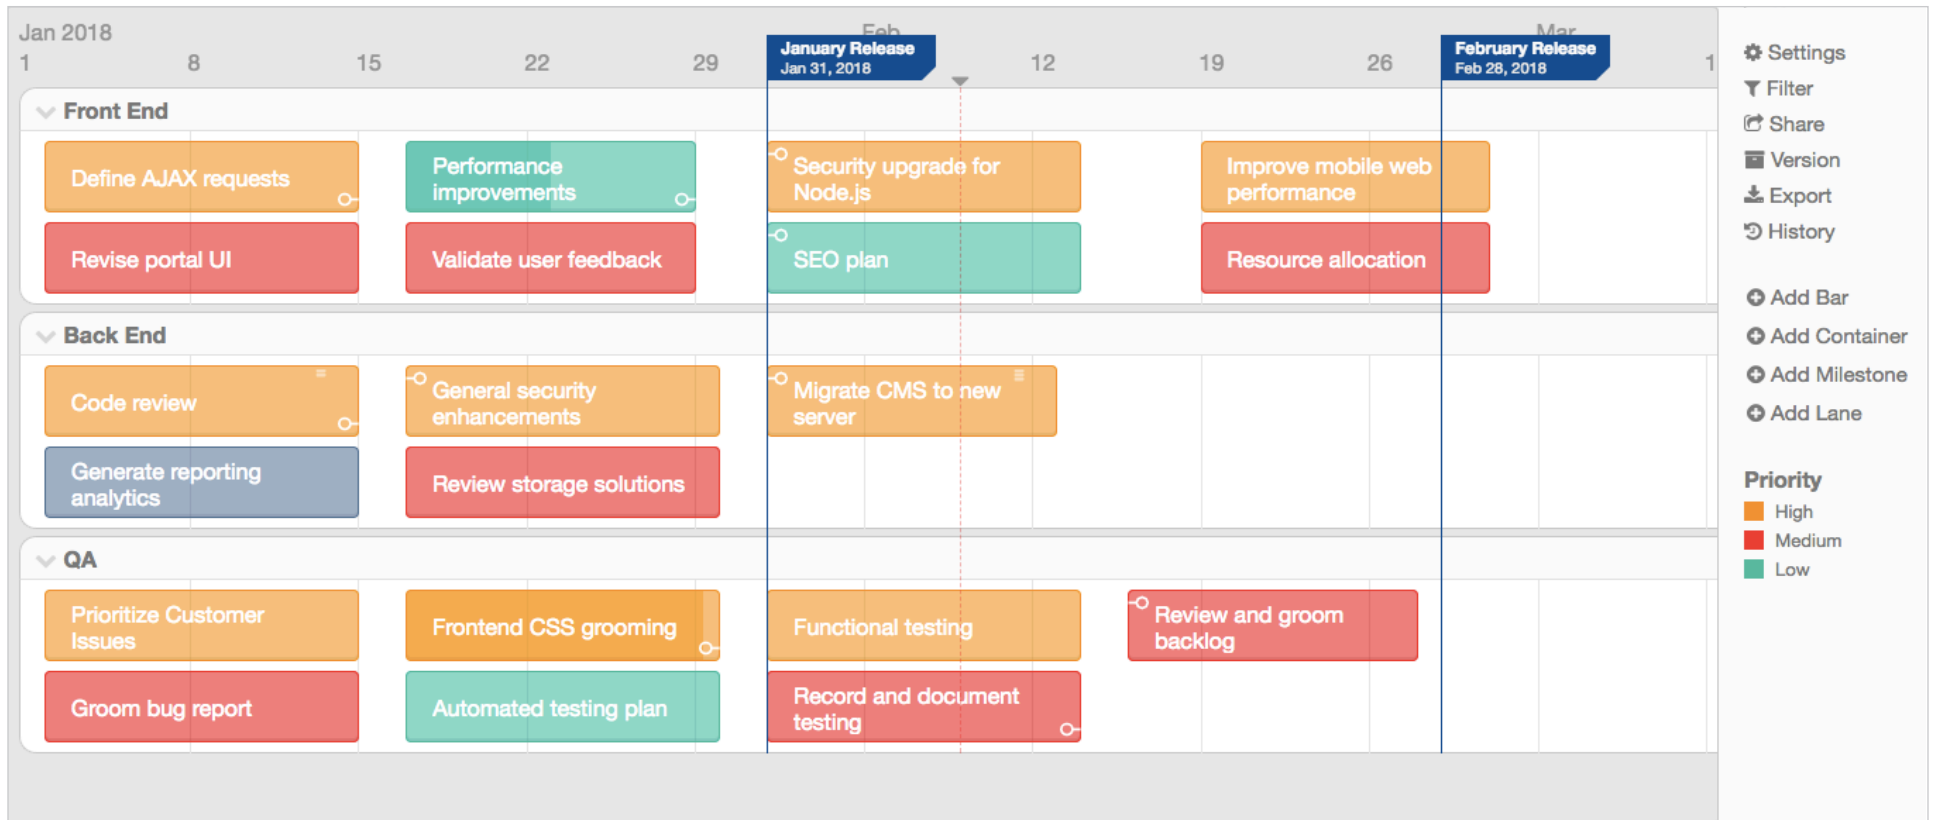 Jan 2018
Feb
Mar
1
8
15
22
29
12
19
26
1
January Release
Jan 31, 2018
February Release
Feb 28, 2018
Front End
Define AJAX requests
Performance
improvements
Security upgrade for
Node.js
Improve mobile web
performance
Revise portal UI
Validate user feedback
SEO plan
Resource allocation
Back End
Code review
General security
enhancements
Migrate CMS to new
server
Generate reporting
analytics
Review storage solutions
QA
Prioritize Customer
Issues
Frontend CSS grooming
Functional testing
Review and groom
backlog
Groom bug report
Automated testing plan
Record and document
testing
Settings
Filter
Share
Version
Export
History
Add Bar
Add Container
Add Milestone
Add Lane
Priority
High
Medium
Low